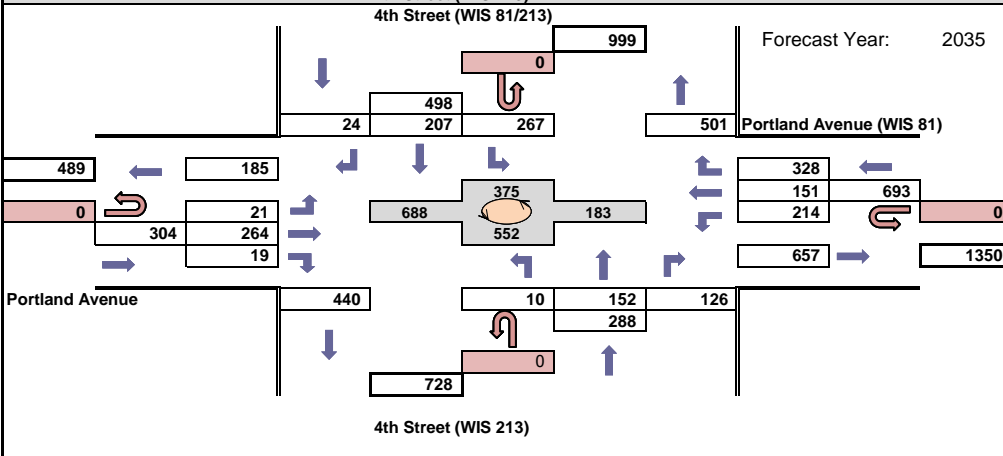 4th Street (WIS 81/213)
999
Forecast Year: 2035
0
498
24 207 267 501 Portland Avenue (WIS 81)
489 185 328
375 151 693
0 21 688 183 214 0
304 264 552
19 657 1350
Portland Avenue 440 10 152 126
288
0
728
4th Street (WIS 213)